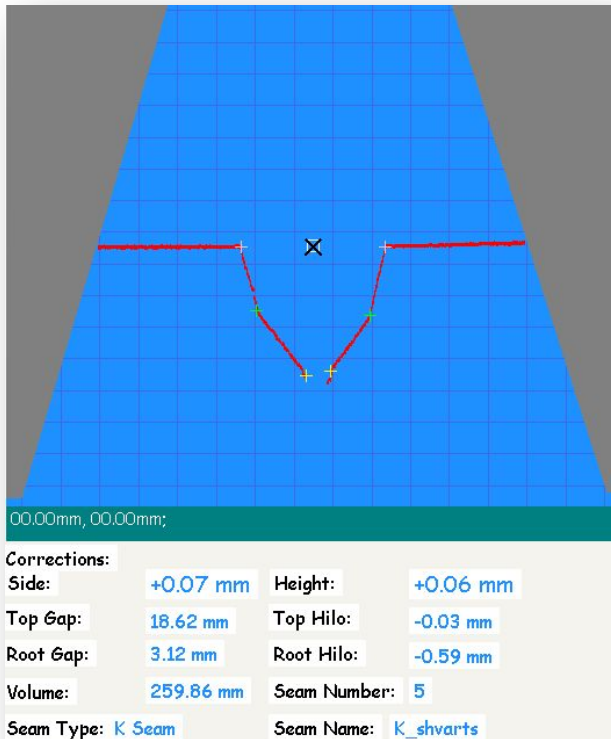 00.00mm, 00.00mm;
Corrections:
Side: +0.07 mm Height: +0.06 mm
Top Gap: 18.62 mm Top Hilo: -0.03 mm
Root Gap: 3.12 mm Root Hilo: -0.59 mm
Volume: 259.86 mm Seam Number: 5
Seam Type: K Seam Seam Name: K_shvarts